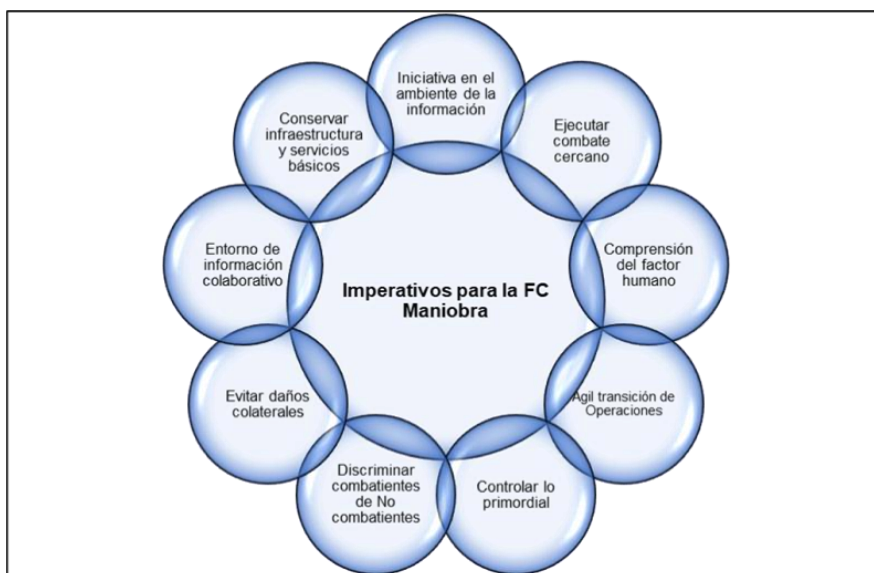 Iniciativa en el
ambiente de la
información
Ejecutar
combate
cercano
Comprensión
del factor
humano
Agil transición de
Operaciones
Controlar lo
primordial
Discriminar
combatientes
de No
combatientes
Evitar daños
colaterales
Entorno de
información
colaborativo
Conservar
infraestructura
y servicios
básicos
Imperativos para la FC
Maniobra